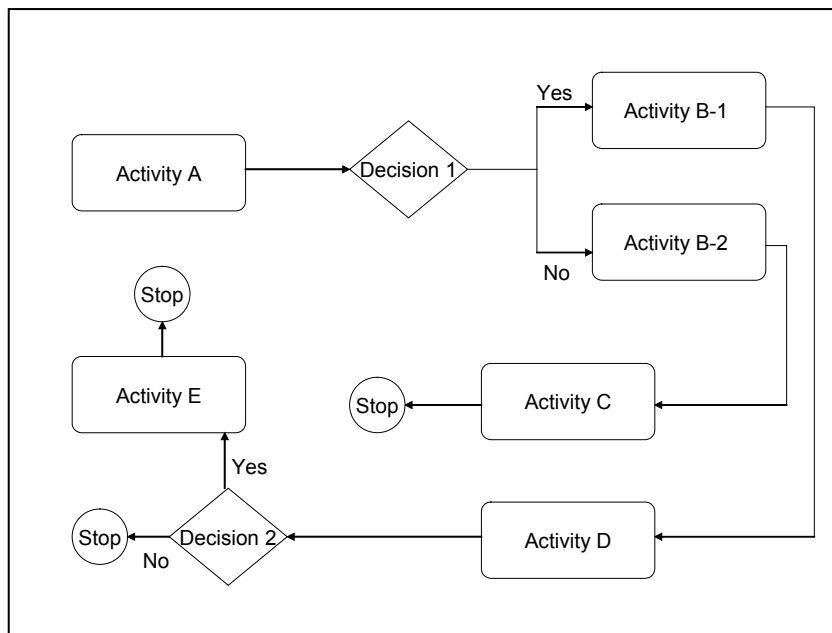 Activity A
Decision 1
Yes
Activity B-1
No
Activity B-2
Stop
Activity E
Stop
Activity C
Yes
Stop
No
Decision 2
Activity D